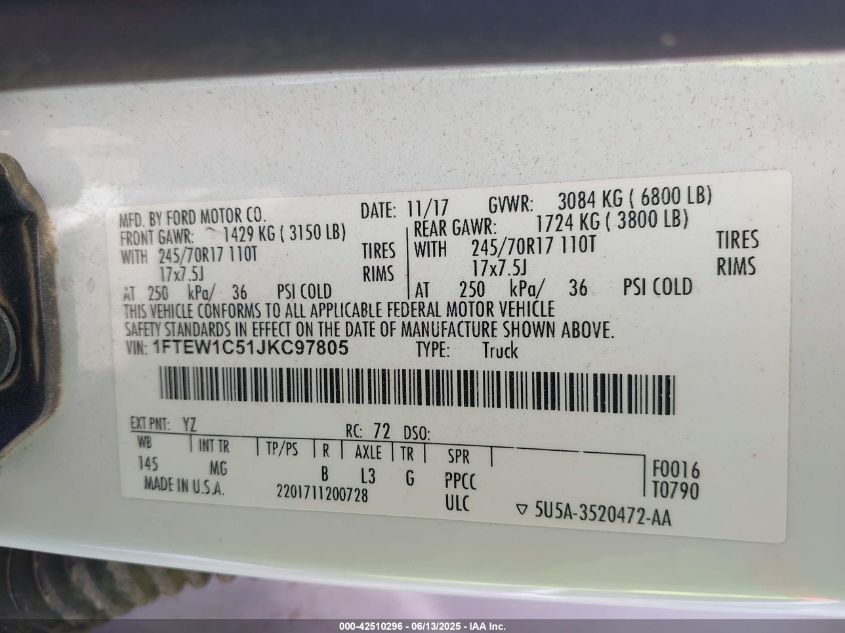 MFD. BY FORD MOTOR CO. DATE: 11/17 GVWR: 3084 KG ( 6800 LB)
FRONT GAWR: 1429 KG ( 3150 LB) REAR GAWR: 1724 KG ( 3800 LB)
WITH 245/70R17 110T TIRES WITH 245/70R17 110T TIRES
17x7.5J RIMS 17x7.5J RIMS
AT 250 kPa/ 36 PSI COLD AT 250 kPa/ 36 PSI COLD
THIS VEHICLE CONFORMS TO ALL APPLICABLE FEDERAL MOTOR VEHICLE
SAFETY STANDARDS IN EFFECT ON THE DATE OF MANUFACTURE SHOWN ABOVE.
VIN: 1FTEW1C51JKC97805 TYPE: Truck
EXT PNT: YZ RC: 72 DSO:
WB INT TR TP/PS R AXLE TR SPR
145 MG B L3 G PPCC F0016
MADE IN U.S.A. 2201711200728 ULC T0790
▽ 5U5A-3520472-AA
000-42510296 - 06/13/2025 - IAA Inc.